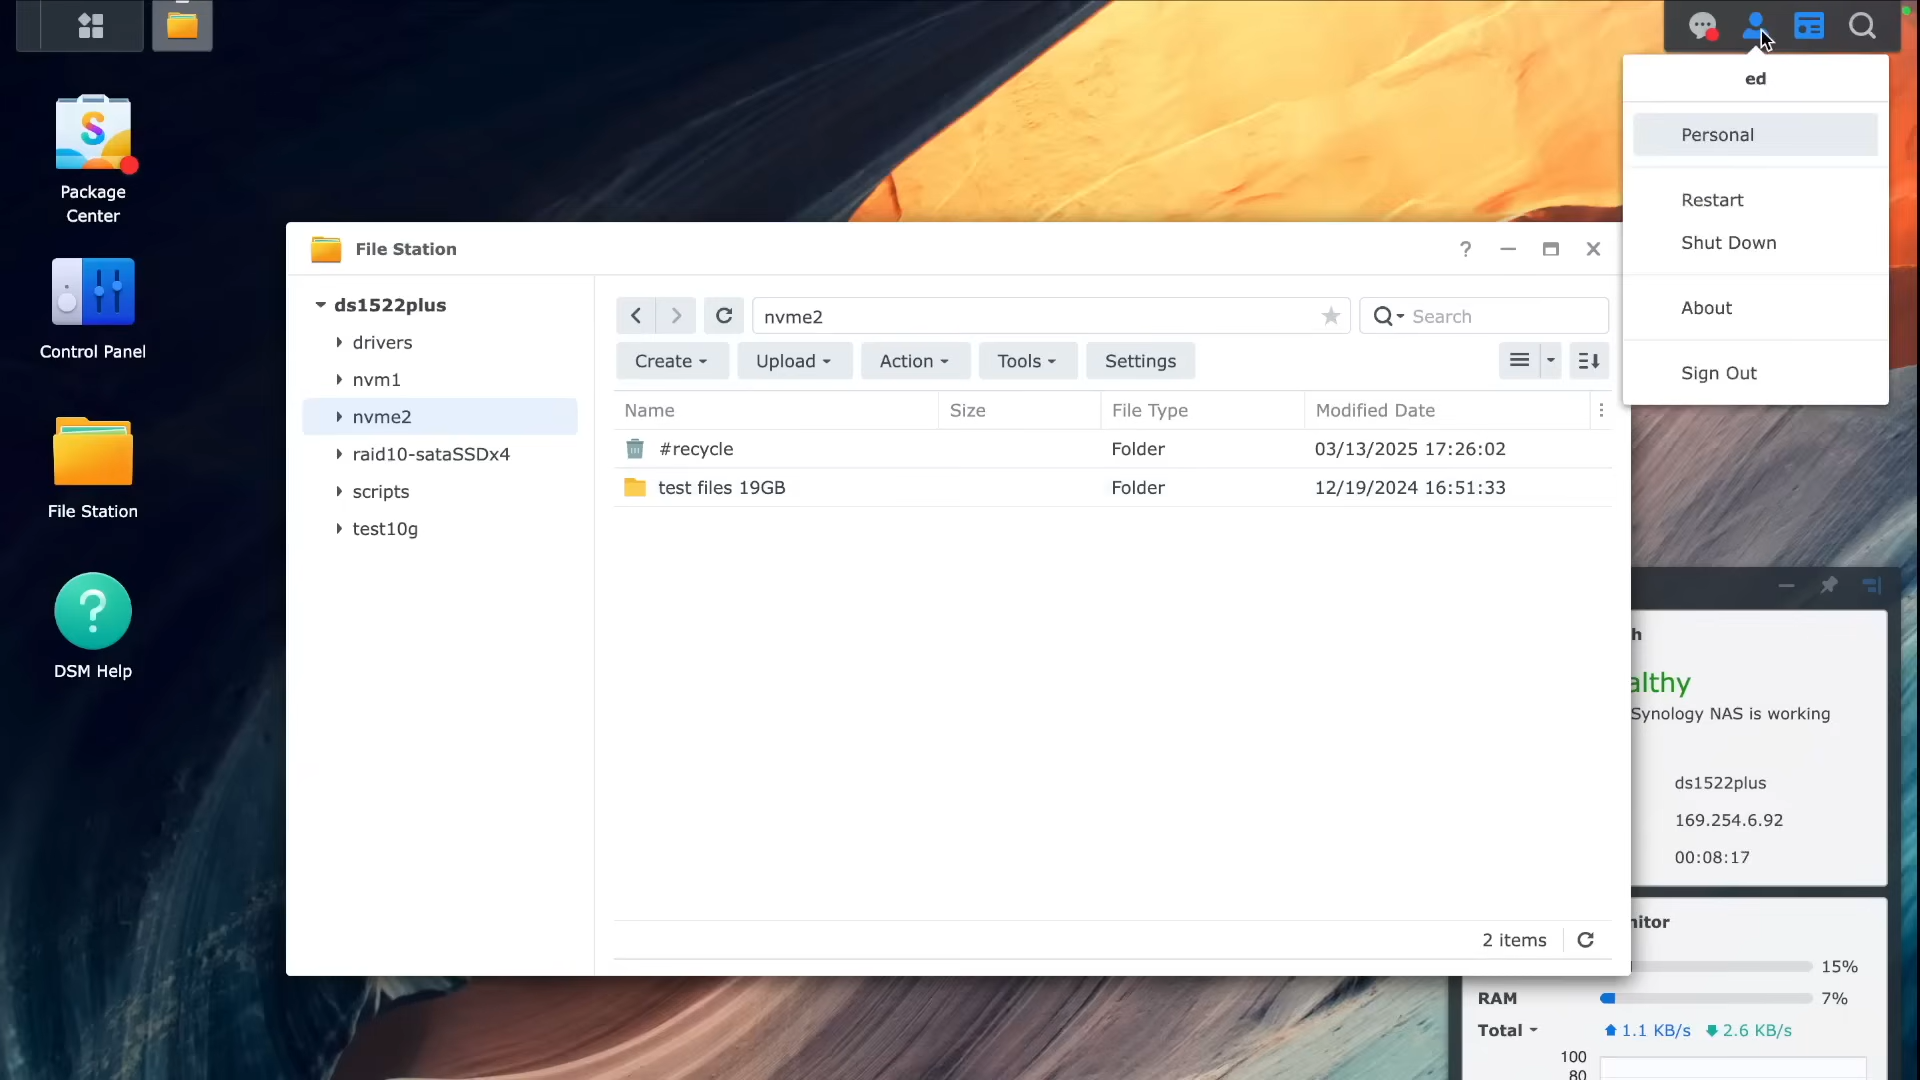 Package
Center
Control Panel
File Station
DSM Help
File Station
?
ds1522plus
drivers
nvm1
nvme2
raid10-sataSSDx4
scripts
test10g
nvme2
Search
Create
Upload
Action
Tools
Settings
Name Size File Type Modified Date
#recycle Folder 03/13/2025 17:26:02
test files 19GB Folder 12/19/2024 16:51:33
2 items
ed
Personal
Restart
Shut Down
About
Sign Out
h
althy
Synology NAS is working
ds1522plus
169.254.6.92
00:08:17
nitor
15%
RAM 7%
Total 1.1 KB/s 2.6 KB/s
100
80